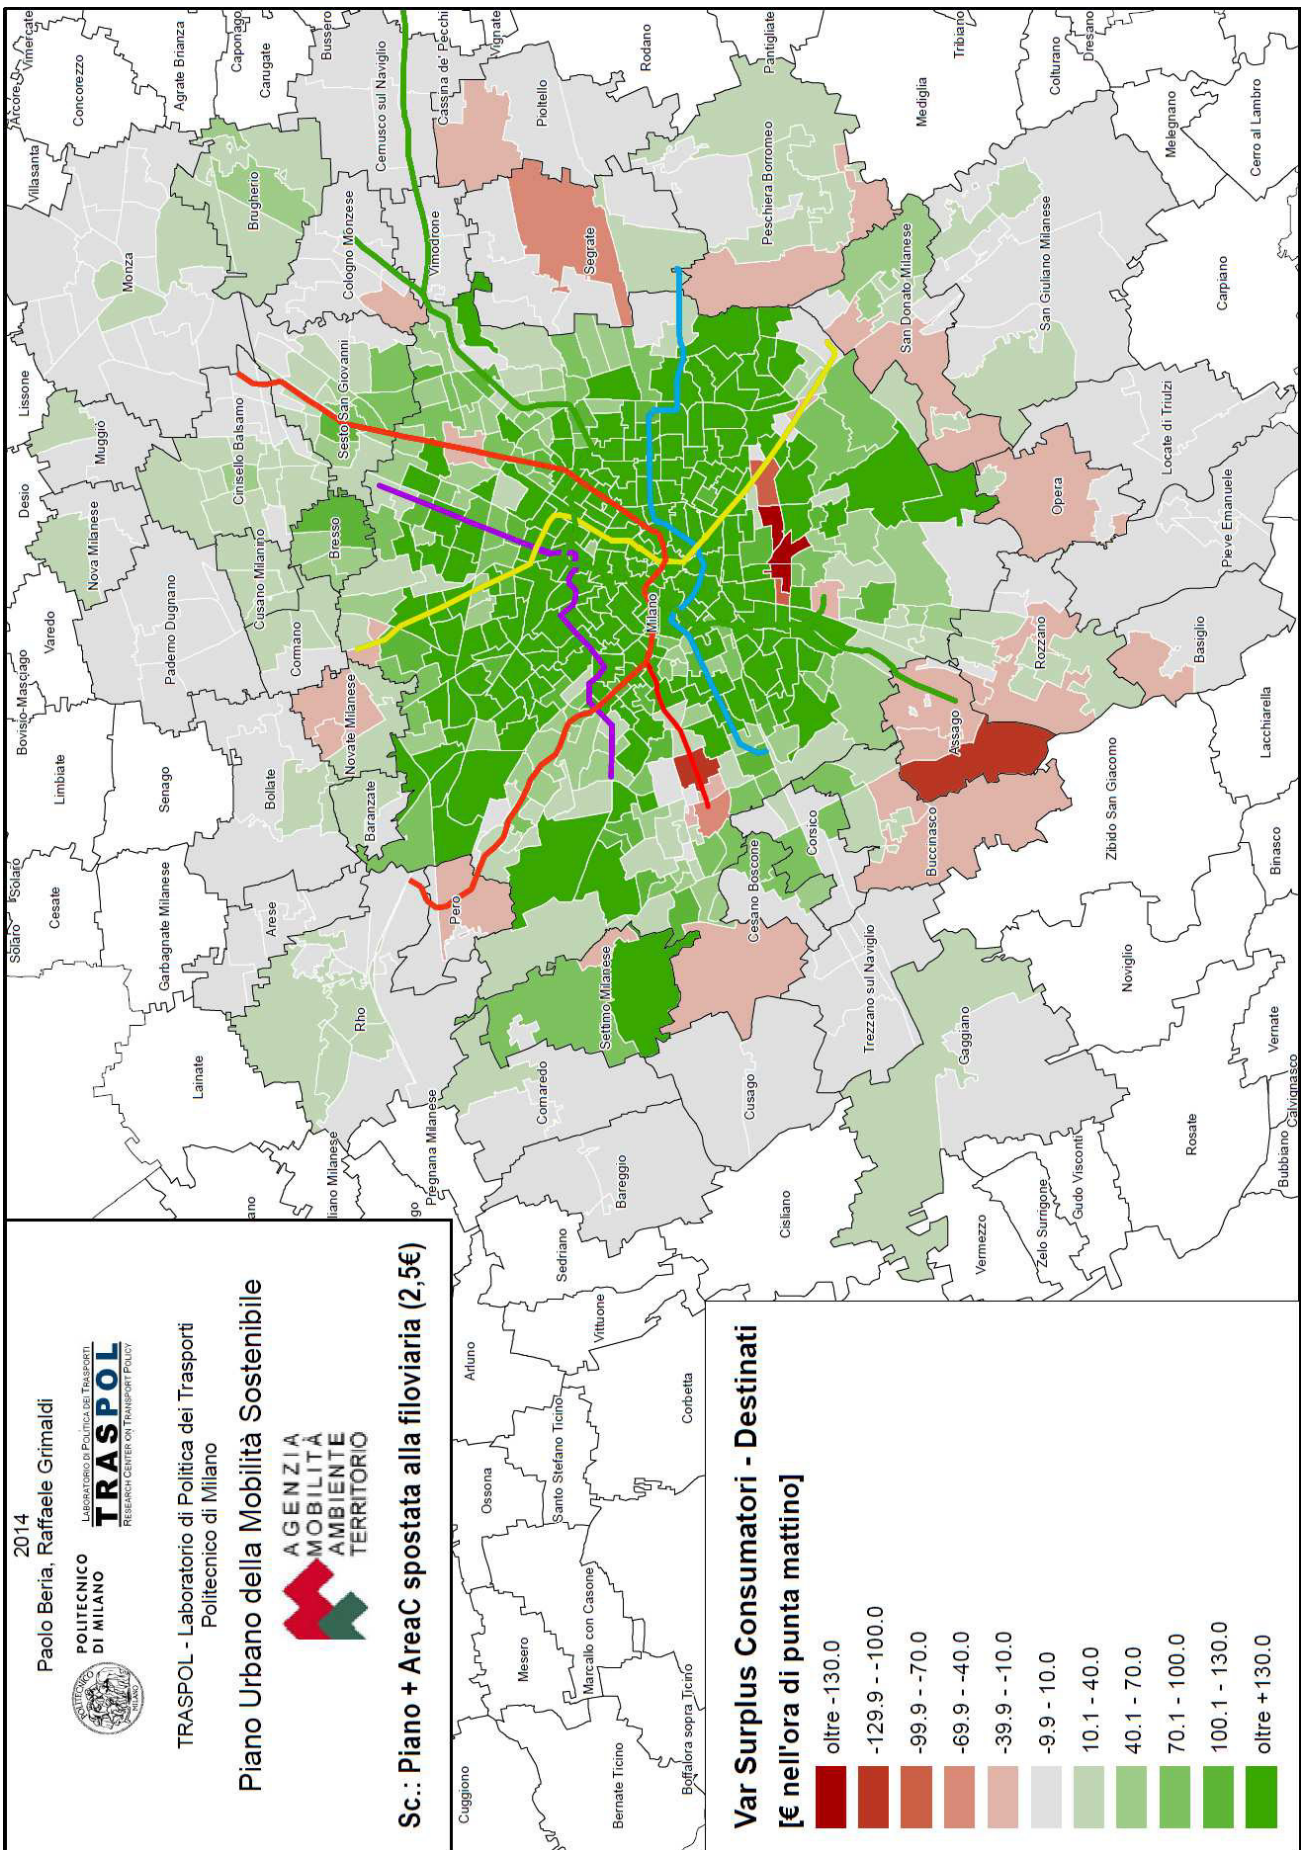 2014
Paolo Beria, Raffaele Grimaldi
POLITECNICO
DI MILANO
LABORATORIO DI POLITICA DEI TRASPORTI
TRASPOL
RESEARCH CENTER ON TRANSPORT POLICY
TRASPOL - Laboratorio di Politica dei Trasporti
Politecnico di Milano
Piano Urbano della Mobilità Sostenibile
AGENZIA
MOBILITÀ
AMBIENTE
TERRITORIO
Sc.: Piano + AreaC spostata alla filoviaria (2,5€)
Var Surplus Consumatori - Destinati
[€ nell'ora di punta mattino]
oltre -130.0
-129.9 - -100.0
-99.9 - -70.0
-69.9 - -40.0
-39.9 - -10.0
-9.9 - 10.0
10.1 - 40.0
40.1 - 70.0
70.1 - 100.0
100.1 - 130.0
oltre +130.0
Cuggiono
Mesero
Ossona
Arluno
Bernate Ticino
Marcallo con Casone
Santo Stefano Ticino
Vittuone
Sedriano
Boffalora sopra Ticino
Corbetta
Cisliano
Bareggio
Cornaredo
Cusago
Settimo Milanese
Vermezzo
Zelo Surrigone
Gudo Visconti
Rosate
Bubbiano
Calvignasco
Vernate
Noviglio
Gaggiano
Trezzano sul Naviglio
Cesano Boscone
Corsico
Buccinasco
Assago
Zibido San Giacomo
Binasco
Lacchiarella
Basiglio
Rozzano
Pieve Emanuele
Opera
Locate di Triulzi
Carpiano
San Giuliano Milanese
San Donato Milanese
Cerro al Lambro
Melegnano
Colturano
Dresano
Tribiano
Mediglia
Pantigliate
Peschiera Borromeo
Rodano
Segrate
Pioltello
Vignate
Cassina de' Pecchi
Cernusco sul Naviglio
Bussero
Vimodrone
Cologno Monzese
Carugate
Caponago
Agrate Brianza
Brugherio
Concorezzo
Vimercate
Arcore
Villasanta
Monza
Lissone
Muggiò
Desio
Nova Milanese
Cinisello Balsamo
Sesto San Giovanni
Bresso
Cusano Milanino
Cormano
Paderno Dugnano
Varedo
Bovisio-Masciago
Limbiate
Senago
Bollate
Novate Milanese
Baranzate
Solaro
Solaro
Cesate
Garbagnate Milanese
Arese
Lainate
Rho
Pero
Milano
Pregnana Milanese
liano Milanese
ano
go